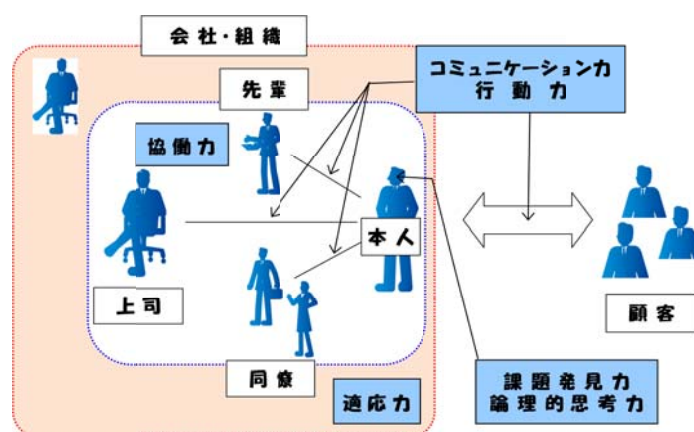 会社・組織
コミュニケーション力
行動力
先輩
協働力
本人
上司
顧客
同僚
適応力
課題発見力
論理的思考力